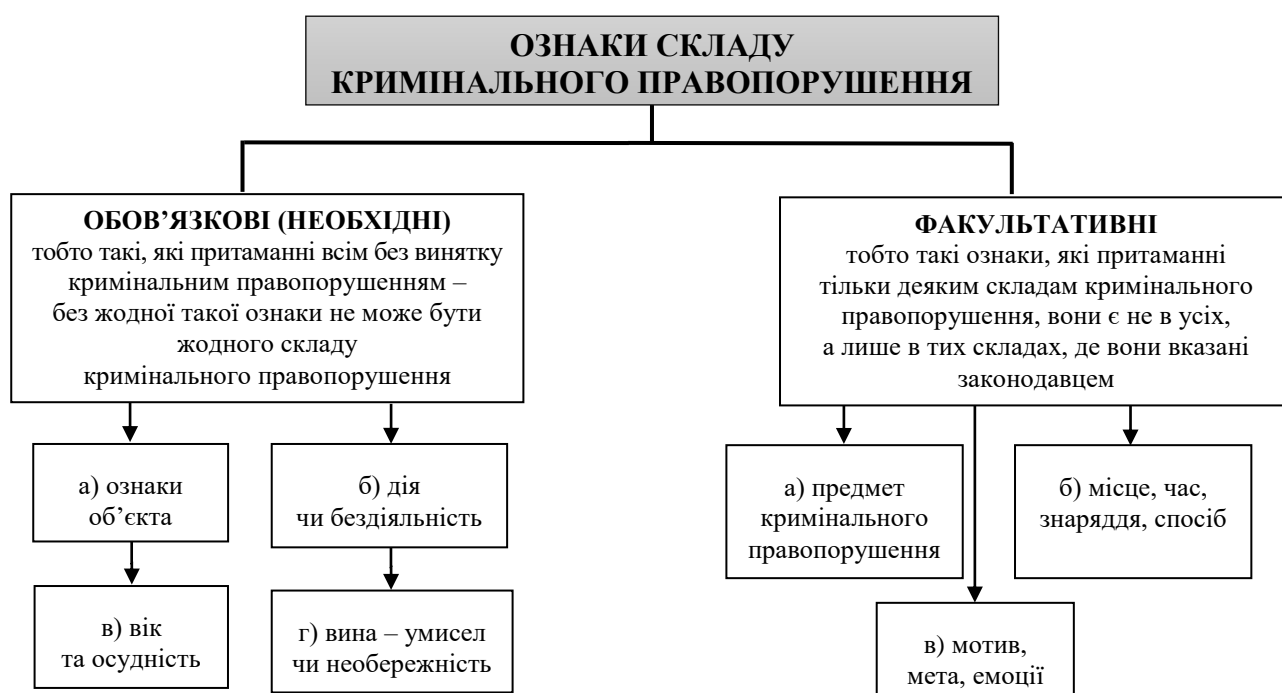 ОЗНАКИ СКЛАДУ
КРИМІНАЛЬНОГО ПРАВОПОРУШЕННЯ
ОБОВ’ЯЗКОВІ (НЕОБХІДНІ)
тобто такі, які притаманні всім без винятку
кримінальним правопорушенням –
без жодної такої ознаки не може бути
жодного складу
кримінального правопорушення
ФАКУЛЬТАТИВНІ
тобто такі ознаки, які притаманні
тільки деяким складам кримінального
правопорушення, вони є не в усіх,
а лише в тих складах, де вони вказані
законодавцем
а) ознаки
об’єкта
б) дія
чи бездіяльність
в) вік
та осудність
г) вина – умисел
чи необережність
а) предмет
кримінального
правопорушення
б) місце, час,
знаряддя, спосіб
в) мотив,
мета, емоції